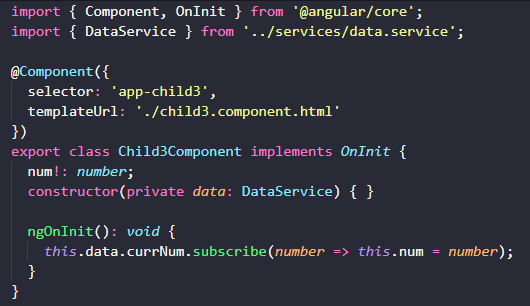 import { Component, OnInit } from '@angular/core';
import { DataService } from '../services/data.service';

@Component({
  selector: 'app-child3',
  templateUrl: './child3.component.html'
})
export class Child3Component implements OnInit {
  num!: number;
  constructor(private data: DataService) { }

  ngOnInit(): void {
    this.data.currNum.subscribe(number => this.num = number);
  }
}